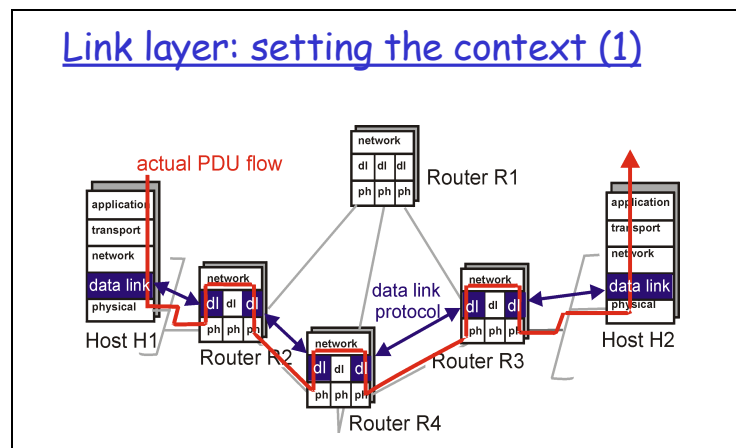 Link layer: setting the context (1)
actual PDU flow
network
dl dl dl
ph ph ph
Router R1
application
transport
network
data link
physical
Host H1
network
dl dl dl
ph ph ph
Router R2
data link
protocol
network
dl dl dl
ph ph ph
Router R4
network
dl dl dl
ph ph ph
Router R3
application
transport
network
data link
physical
Host H2